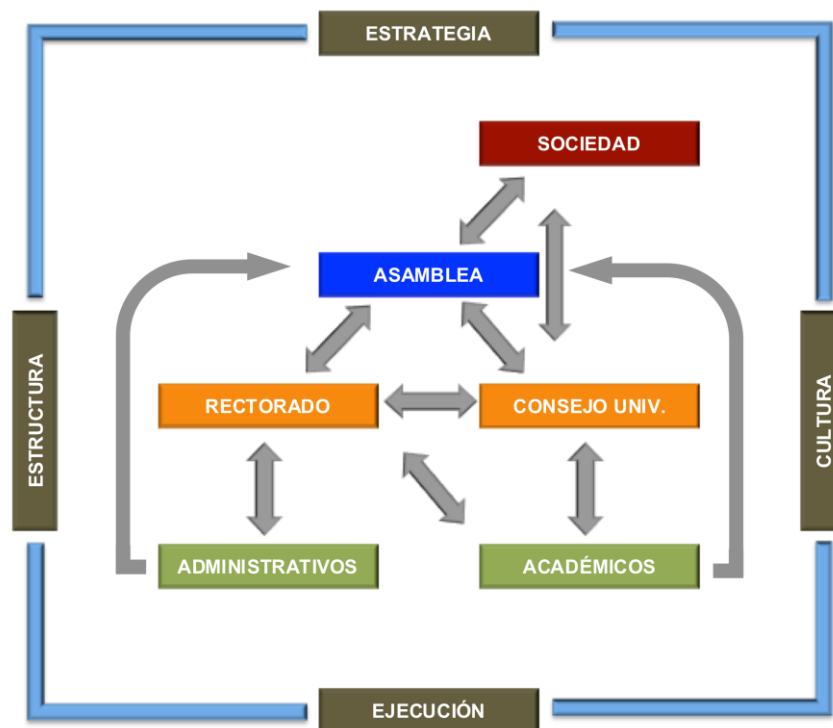 ESTRATEGIA
SOCIEDAD
ASAMBLEA
ESTRUCTURA
CULTURA
RECTORADO
CONSEJO UNIV.
ADMINISTRATIVOS
ACADÉMICOS
EJECUCIÓN